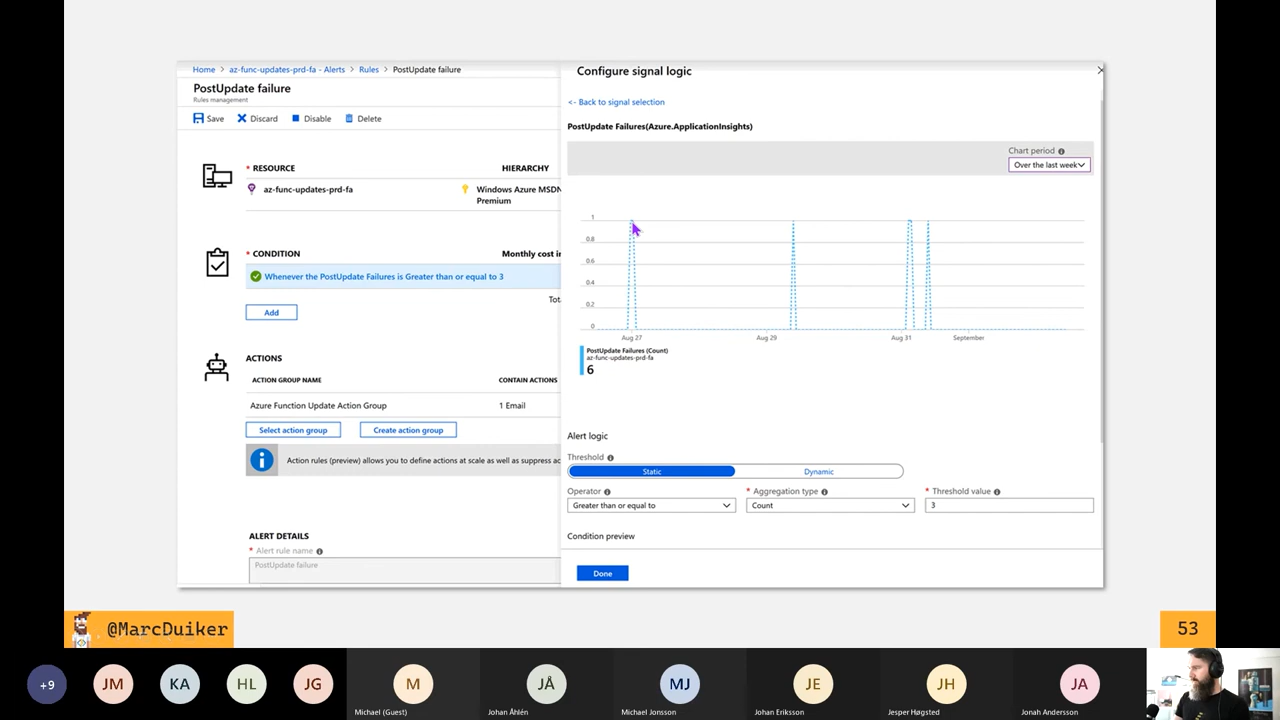 Home > az-func-updates-prd-fa - Alerts > Rules > PostUpdate failure
PostUpdate failure
Rules management
Save Discard Disable Delete
* RESOURCE HIERARCHY
az-func-updates-prd-fa Windows Azure MSDN
Premium
* CONDITION Monthly cost in
Whenever the PostUpdate Failures is Greater than or equal to 3
Tot
Add
ACTIONS
ACTION GROUP NAME CONTAIN ACTIONS
Azure Function Update Action Group 1 Email
Select action group Create action group
Action rules (preview) allows you to define actions at scale as well as suppress ac
ALERT DETAILS
* Alert rule name
PostUpdate failure
Configure signal logic
<- Back to signal selection
PostUpdate Failures(Azure.ApplicationInsights)
Chart period
Over the last week
1
0.8
0.6
0.4
0.2
0
Aug 27 Aug 29 Aug 31 September
PostUpdate Failures (Count)
az-func-updates-prd-fa
6
Alert logic
Threshold
Static Dynamic
Operator * Aggregation type * Threshold value
Greater than or equal to Count 3
Condition preview
Done
@MarcDuiker
53
+9 JM KA HL JG M JÅ MJ JE JH JA
Michael (Guest) Johan Åhlén Michael Jonsson Johan Eriksson Jesper Høgsted Jonah Andersson